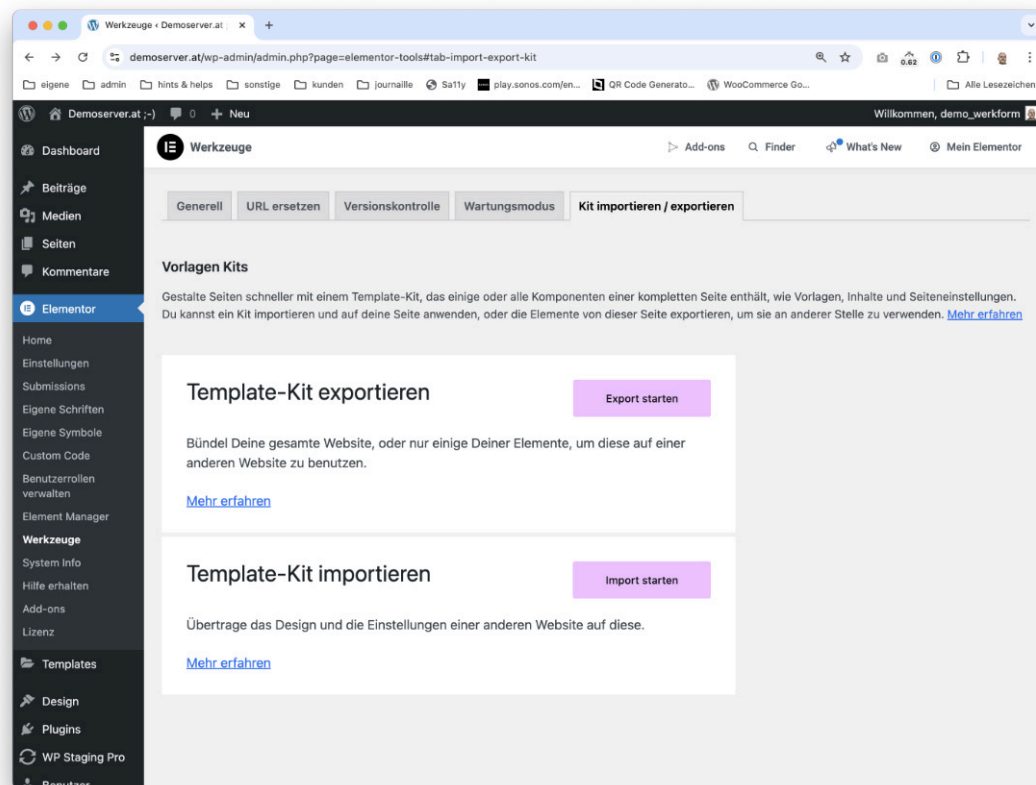 Werkzeuge ‹ Demoserver.at ;
demoserver.at/wp-admin/admin.php?page=elementor-tools#tab-import-export-kit
0.62
eigene admin hints & helps sonstige kunden journaille Sa11y play.sonos.com/en... QR Code Generato... WooCommerce Go... Alle Lesezeichen
Demoserver.at ;-) 0 + Neu Willkommen, demo_werkform
Dashboard
Beiträge
Medien
Seiten
Kommentare
Elementor
Home
Einstellungen
Submissions
Eigene Schriften
Eigene Symbole
Custom Code
Benutzerrollen
verwalten
Element Manager
Werkzeuge
System Info
Hilfe erhalten
Add-ons
Lizenz
Templates
Design
Plugins
WP Staging Pro
Benutzer
Werkzeuge Add-ons Finder What's New Mein Elementor
Generell URL ersetzen Versionskontrolle Wartungsmodus Kit importieren / exportieren
Vorlagen Kits
Gestalte Seiten schneller mit einem Template-Kit, das einige oder alle Komponenten einer kompletten Seite enthält, wie Vorlagen, Inhalte und Seiteneinstellungen.
Du kannst ein Kit importieren und auf deine Seite anwenden, oder die Elemente von dieser Seite exportieren, um sie an anderer Stelle zu verwenden. Mehr erfahren
Template-Kit exportieren Export starten
Bündel Deine gesamte Website, oder nur einige Deiner Elemente, um diese auf einer
anderen Website zu benutzen.
Mehr erfahren
Template-Kit importieren Import starten
Übertrage das Design und die Einstellungen einer anderen Website auf diese.
Mehr erfahren